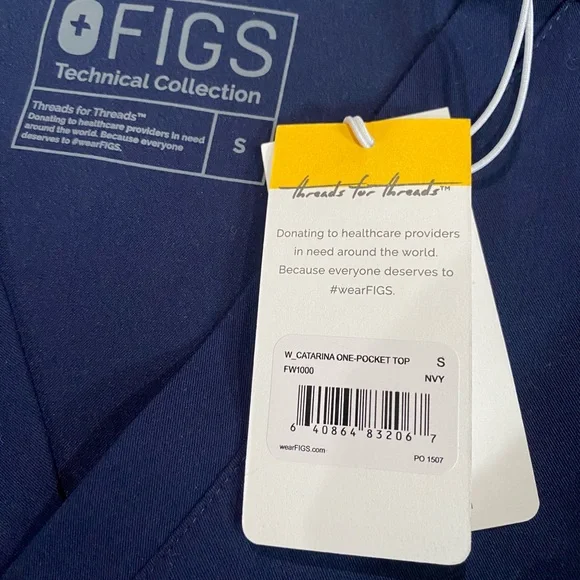 FIGS
Technical Collection
Threads for Threads™
Donating to healthcare providers in need
around the world. Because everyone
deserves to #wearFIGS.
S
threads for threads™
Donating to healthcare providers
in need around the world.
Because everyone deserves to
#wearFIGS.
W_CATARINA ONE-POCKET TOP S
FW1000 NVY
6 40864 83206 7
wearFIGS.com PO 1507